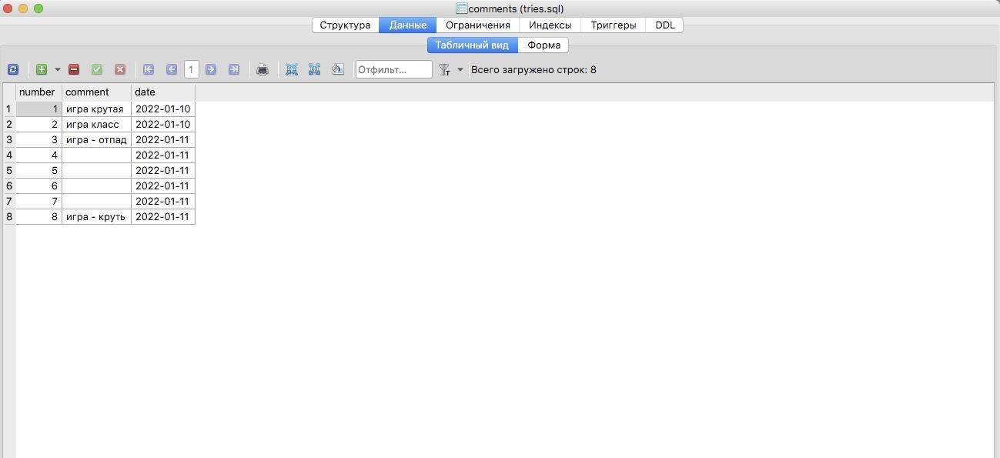 comments (tries.sql)
Структура Данные Ограничения Индексы Триггеры DDL
Табличный вид Форма
1 Отфильт... T Всего загружено строк: 8
number comment date
1 1 игра крутая 2022-01-10
2 2 игра класс 2022-01-10
3 3 игра - отпад 2022-01-11
4 4 2022-01-11
5 5 2022-01-11
6 6 2022-01-11
7 7 2022-01-11
8 8 игра - круть 2022-01-11